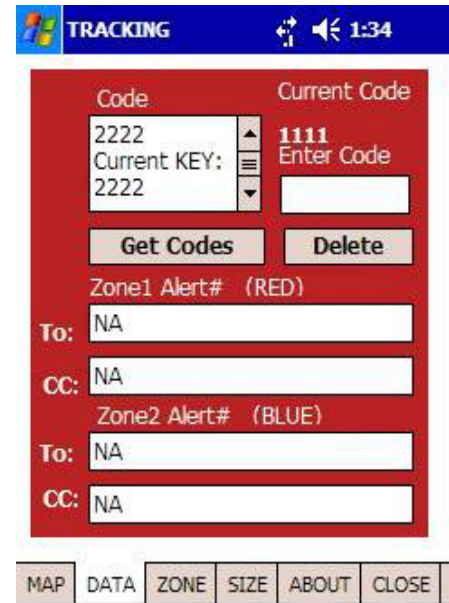 TRACKING 1:34
Code
Current Code
2222
Current KEY:
2222
1111
Enter Code
Get Codes
Delete
Zone1 Alert# (RED)
To: NA
CC: NA
Zone2 Alert# (BLUE)
To: NA
CC: NA
MAP DATA ZONE SIZE ABOUT CLOSE